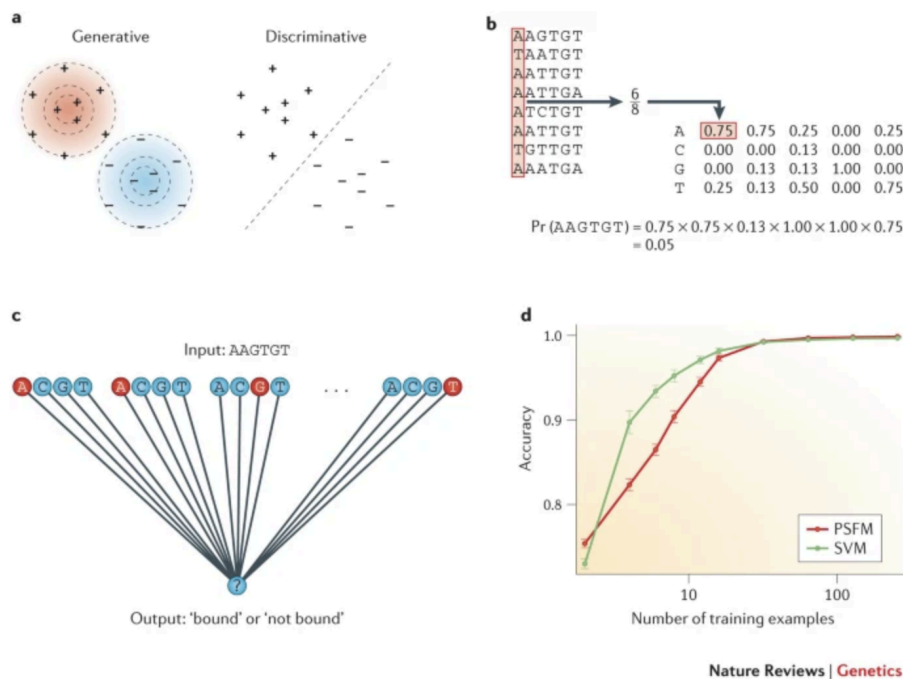 a
Generative
Discriminative
b
AAGTGT
TAATGT
AATTGT
AATTGA
ATCTGT
AATTGT
TGTTGT
AAATGA
6
8
A 0.75 0.75 0.25 0.00 0.25
C 0.00 0.00 0.13 0.00 0.00
G 0.00 0.13 0.13 1.00 0.00
T 0.25 0.13 0.50 0.00 0.75
Pr (AAGTGT) = 0.75 × 0.75 × 0.13 × 1.00 × 1.00 × 0.75
= 0.05
c
Input: AAGTGT
A C G T A C G T A C G T ... A C G T
?
Output: 'bound' or 'not bound'
d
1.0
0.9
0.8
Accuracy
PSFM
SVM
10
100
Number of training examples
Nature Reviews | Genetics